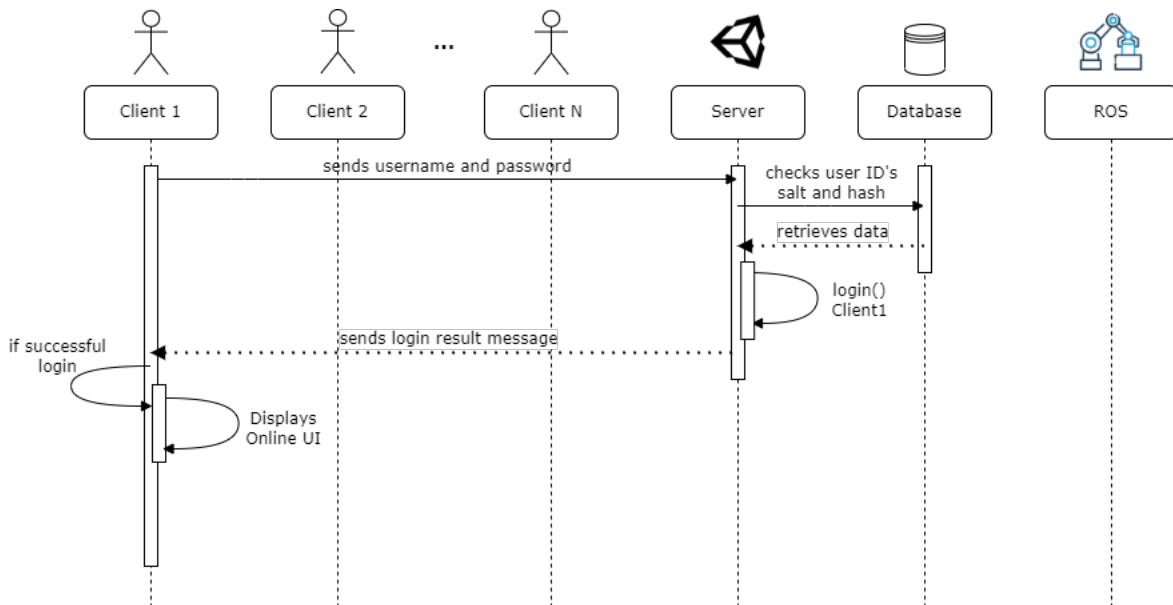 ...
Client 1
Client 2
Client N
Server
Database
ROS
sends username and password
checks user ID's
salt and hash
retrieves data
login()
Client1
sends login result message
if successful
login
Displays
Online UI